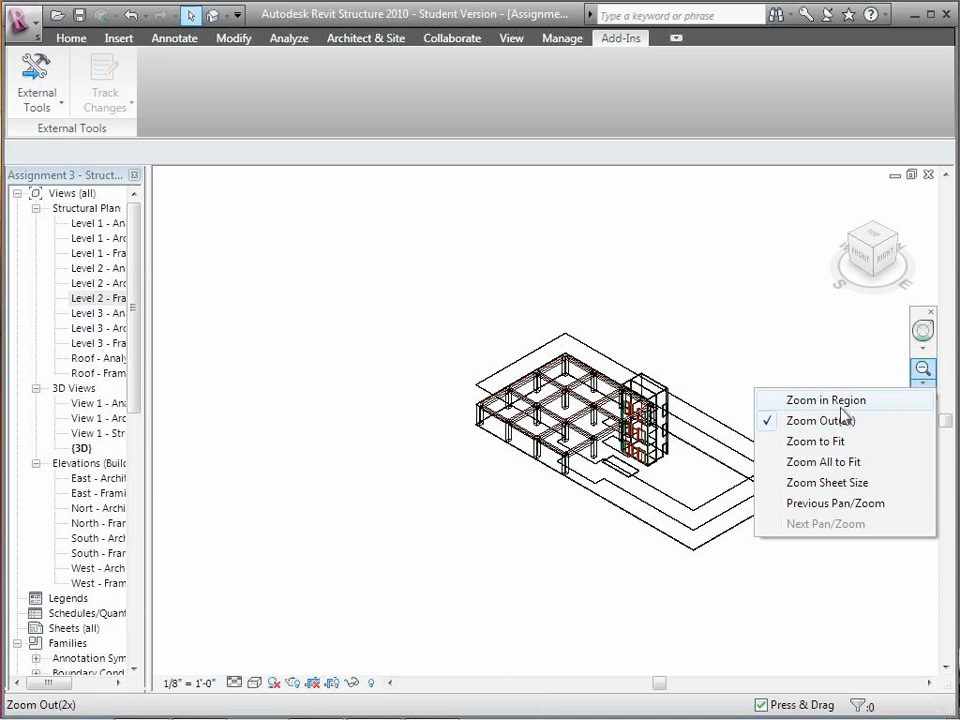 Autodesk Revit Structure 2010 - Student Version - [Assignme...
Type a keyword or phrase
Home Insert Annotate Modify Analyze Architect & Site Collaborate View Manage Add-Ins
External Tools
Track Changes
External Tools
Assignment 3 - Struct...
Views (all)
Structural Plan
Level 1 - An
Level 1 - Arc
Level 1 - Fra
Level 2 - An
Level 2 - Arc
Level 2 - Fra
Level 3 - An
Level 3 - Arc
Level 3 - Fra
Roof - Analy
Roof - Fram
3D Views
View 1 - Ana
View 1 - Arc
View 1 - Str
{3D}
Elevations (Build
East - Archit
East - Frami
Nort - Archi
North - Fran
South - Arch
South - Fran
West - Arch
West - Fram
Legends
Schedules/Quant
Sheets (all)
Families
Annotation Sym
Boundary Cond
TOP
FRONT
RIGHT
E
S
Zoom in Region
Zoom Out(2x)
Zoom to Fit
Zoom All to Fit
Zoom Sheet Size
Previous Pan/Zoom
Next Pan/Zoom
1/8" = 1'-0"
Zoom Out(2x)
Press & Drag
:0